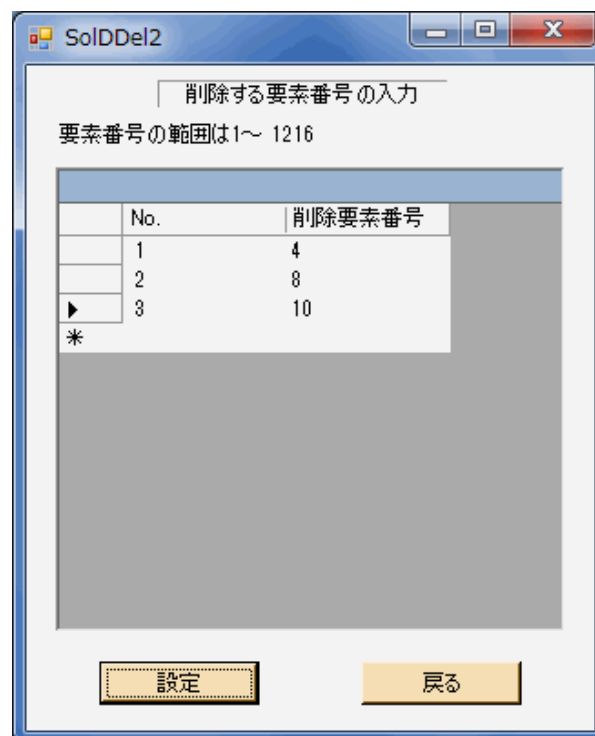 SolDDel2
削除する要素番号の入力
要素番号の範囲は1～ 1216
No. 削除要素番号
1 4
2 8
3 10
*
設定 戻る